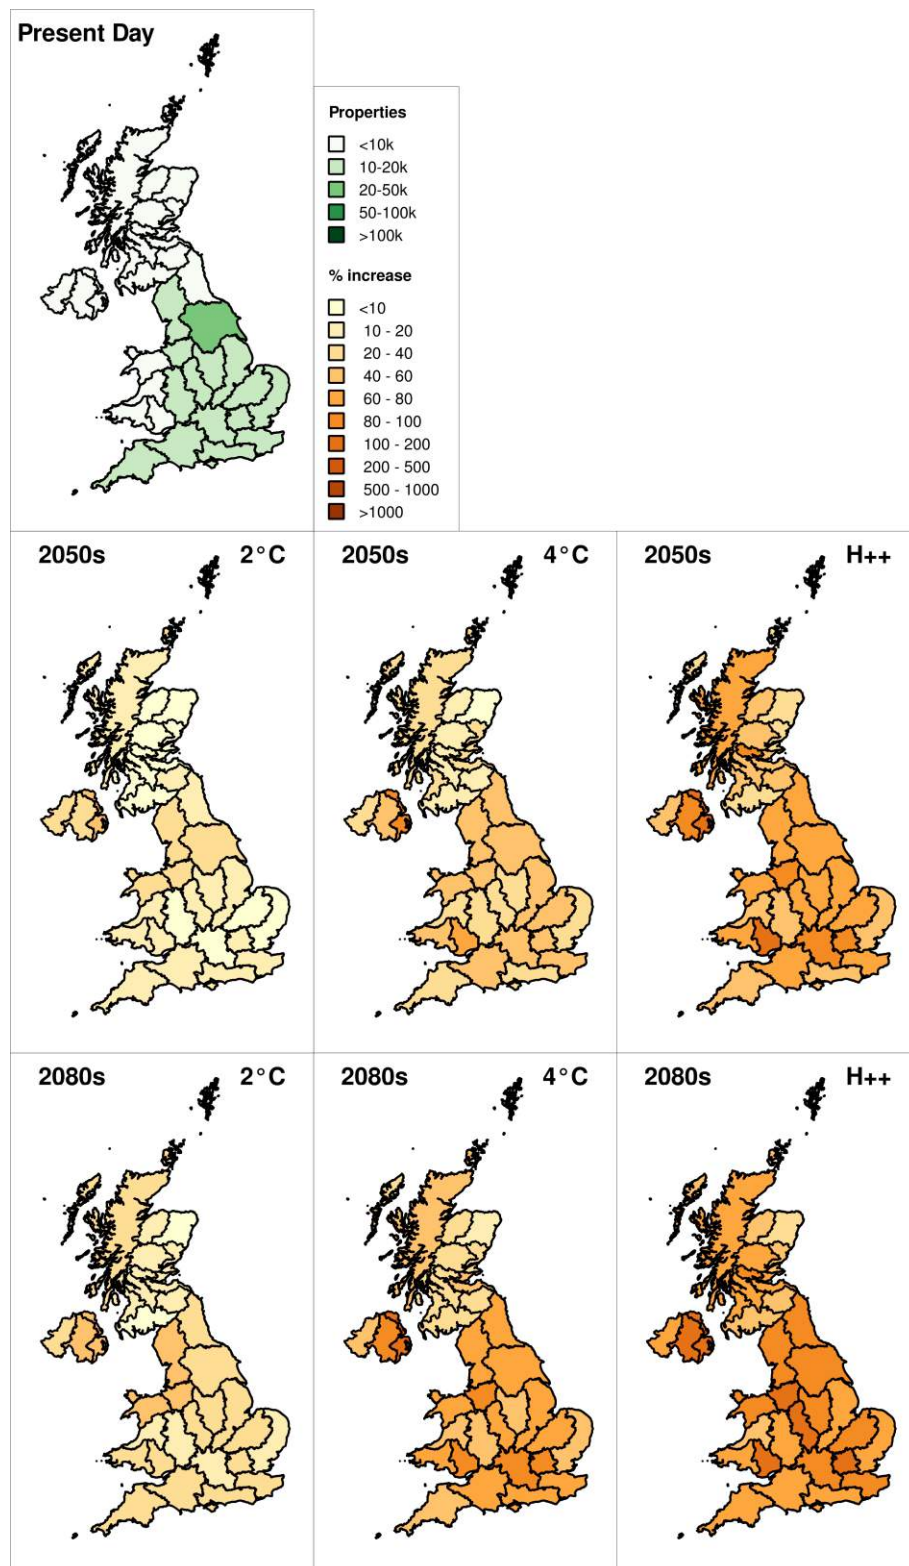 Present Day
Properties
<10k
10-20k
20-50k
50-100k
>100k
% increase
<10
10 - 20
20 - 40
40 - 60
60 - 80
80 - 100
100 - 200
200 - 500
500 - 1000
>1000
2050s 2°C
2050s 4°C
2050s H++
2080s 2°C
2080s 4°C
2080s H++